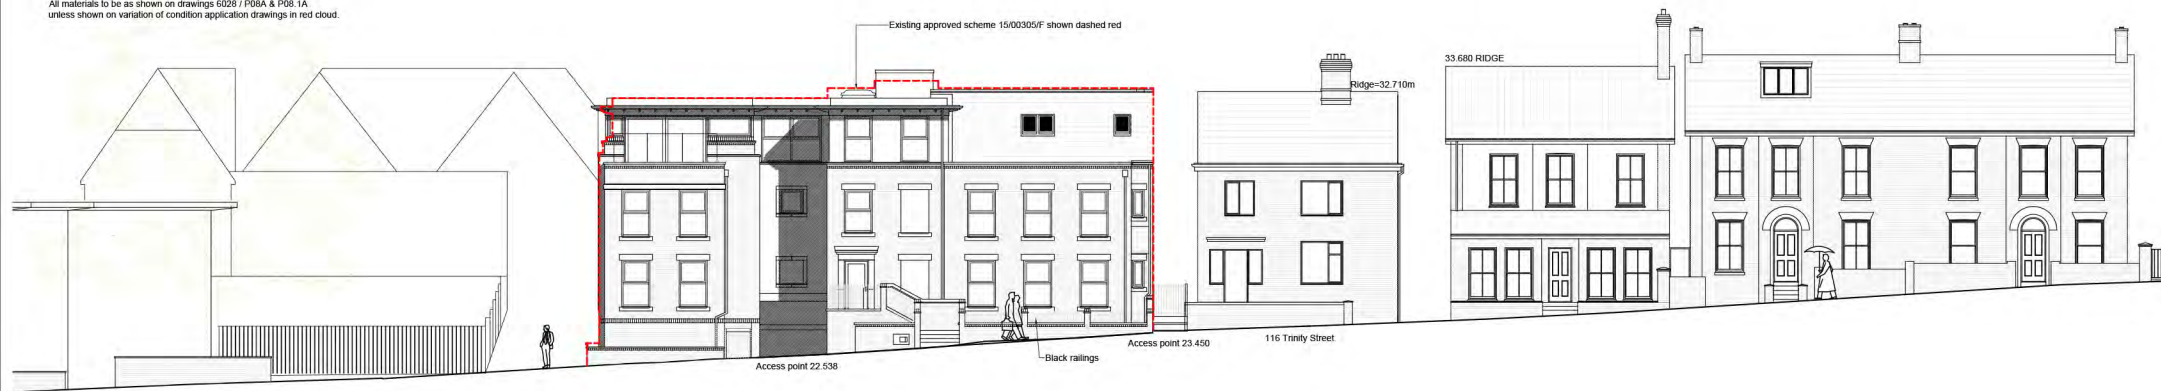 All materials to be as shown on drawings 6028 / P08A & P08.1A
unless shown on variation of condition application drawings in red cloud.
Existing approved scheme 15/00305/F shown dashed red
33.680 RIDGE
Ridge=32.710m
116 Trinity Street
Access point 23.450
Black railings
Access point 22.538